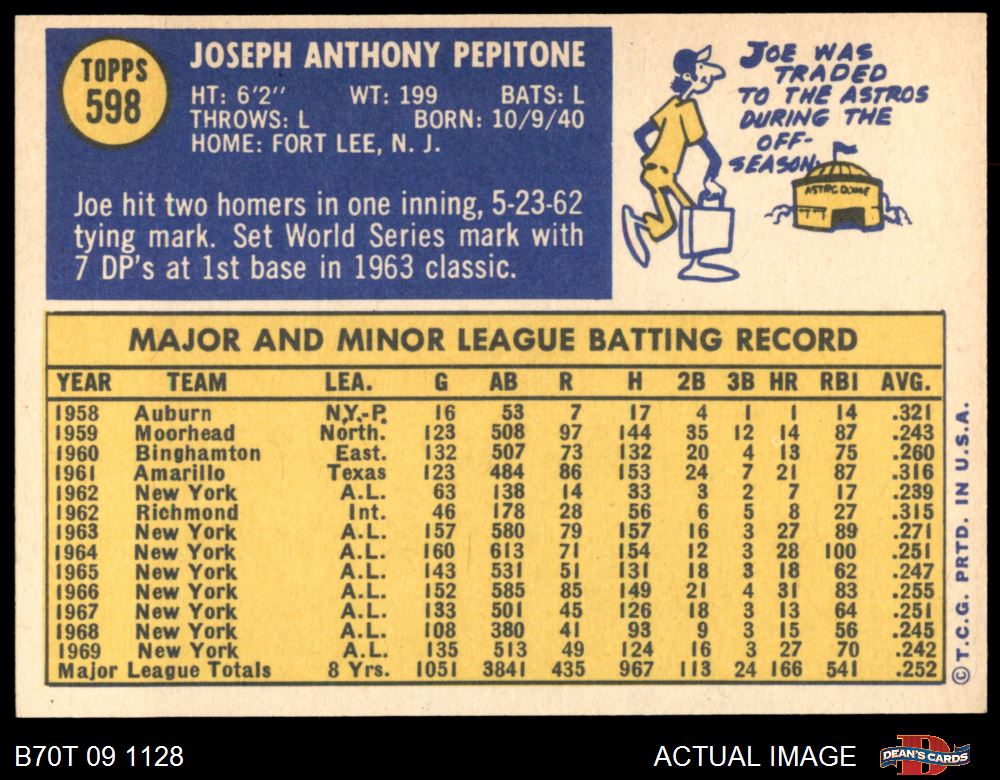 TOPPS
598
JOSEPH ANTHONY PEPITONE
HT: 6'2" WT: 199 BATS: L
THROWS: L BORN: 10/9/40
HOME: FORT LEE, N. J.
Joe hit two homers in one inning, 5-23-62
tying mark. Set World Series mark with
7 DP's at 1st base in 1963 classic.
JOE WAS
TRADED
TO THE ASTROS
DURING THE
OFF-
SEASON.
ASTRO DOME
MAJOR AND MINOR LEAGUE BATTING RECORD
YEAR TEAM LEA. G AB R H 2B 3B HR RBI AVG.
1958 Auburn N.Y.-P. 16 53 7 17 4 1 1 14 .321
1959 Moorhead North. 123 508 97 144 35 12 14 87 .243
1960 Binghamton East. 132 507 73 132 20 4 13 75 .260
1961 Amarillo Texas 123 484 86 153 24 7 21 87 .316
1962 New York A.L. 63 138 14 33 3 2 7 17 .239
1962 Richmond Int. 46 178 28 56 6 5 8 27 .315
1963 New York A.L. 157 580 79 157 16 3 27 89 .271
1964 New York A.L. 160 613 71 154 12 3 28 100 .251
1965 New York A.L. 143 531 51 131 18 3 18 62 .247
1966 New York A.L. 152 585 85 149 21 4 31 83 .255
1967 New York A.L. 133 501 45 126 18 3 13 64 .251
1968 New York A.L. 108 380 41 93 9 3 15 56 .245
1969 New York A.L. 135 513 49 124 16 3 27 70 .242
Major League Totals 8 Yrs. 1051 3841 435 967 113 24 166 541 .252
© T.C.G. PRTD. IN U.S.A.
B70T 09 1128
ACTUAL IMAGE
DEAN'S CARDS